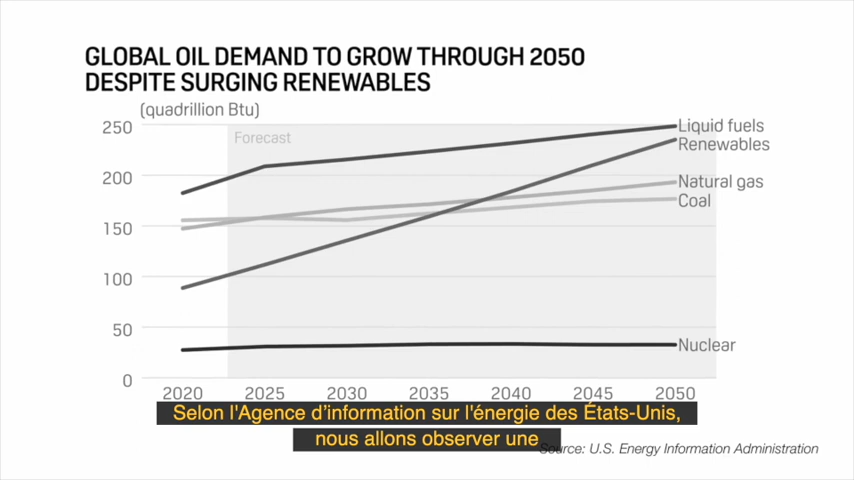 GLOBAL OIL DEMAND TO GROW THROUGH 2050
DESPITE SURGING RENEWABLES
(quadrillion Btu)
250
Forecast
Liquid fuels
Renewables
200
Natural gas
Coal
150
100
50
Nuclear
0
2020 2025 2030 2035 2040 2045 2050
Selon l'Agence d'information sur l'énergie des États-Unis,
nous allons observer une
Source: U.S. Energy Information Administration